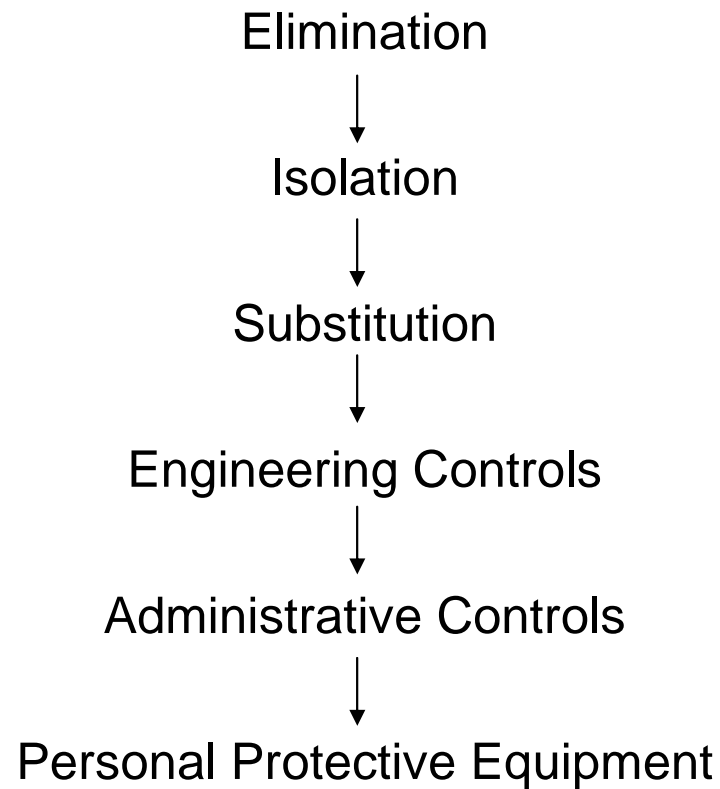 Elimination
Isolation
Substitution
Engineering Controls
Administrative Controls
Personal Protective Equipment